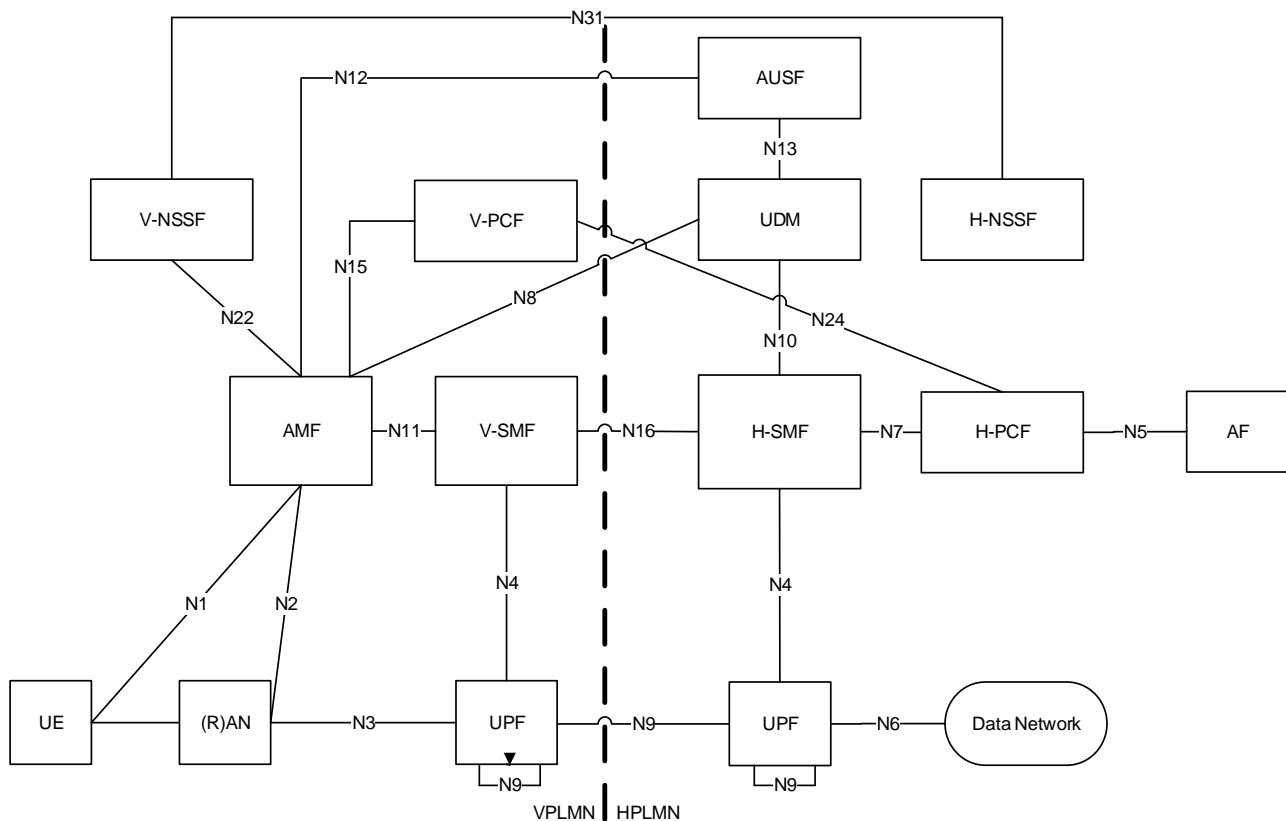 N31
N12
AUSF
N13
V-NSSF
V-PCF
UDM
H-NSSF
N15
N8
N22
N24
N10
AMF
N11
V-SMF
N16
H-SMF
N7
H-PCF
N5
AF
N4
N4
N1
N2
UE
(R)AN
N3
UPF
N9
UPF
N6
Data Network
N9
N9
VPLMN
HPLMN